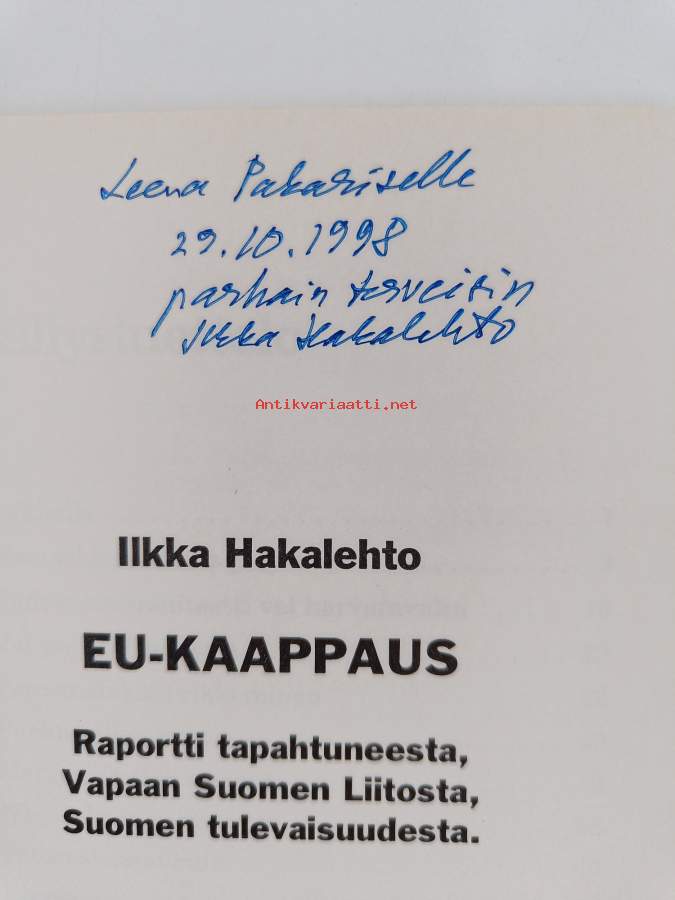 Leena Pakariselle
29.10.1998
parhain terveisin
Ilkka Hakalehto
Antikvariaatti.net
Ilkka Hakalehto
EU-KAAPPAUS
Raportti tapahtuneesta,
Vapaan Suomen Liitosta,
Suomen tulevaisuudesta.